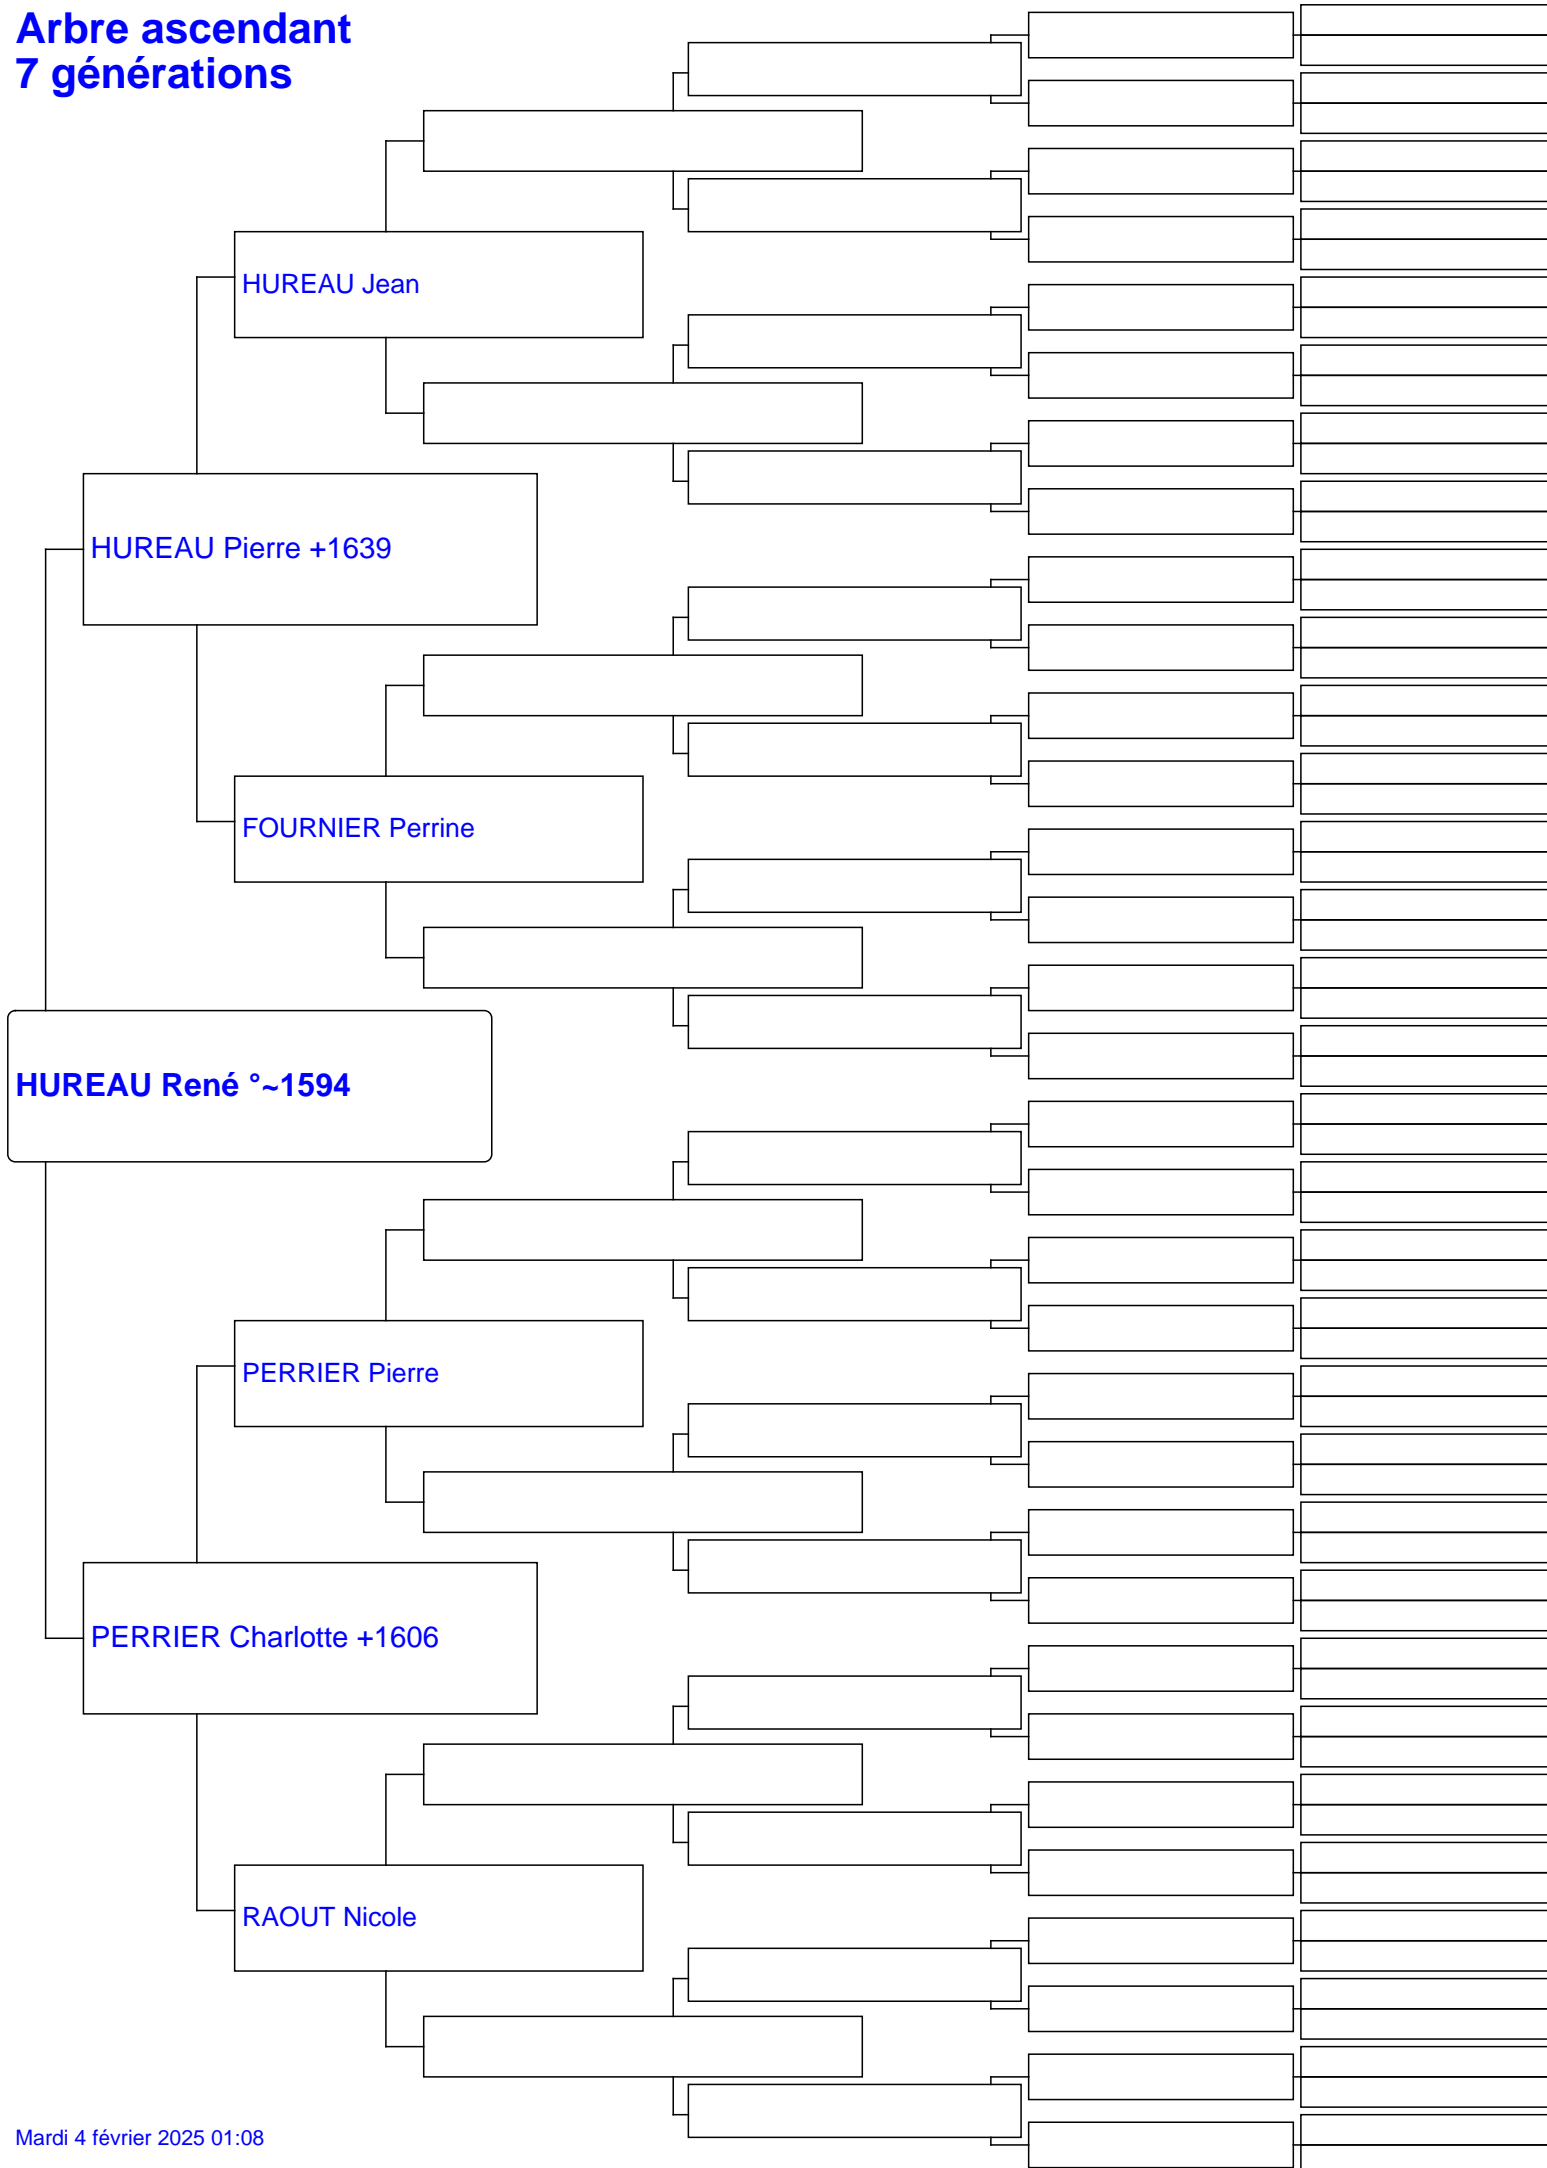 Arbre ascendant
7 générations
HUREAU Jean
HUREAU Pierre +1639
FOURNIER Perrine
HUREAU René °~1594
PERRIER Pierre
PERRIER Charlotte +1606
RAOUT Nicole
Mardi 4 février 2025 01:08